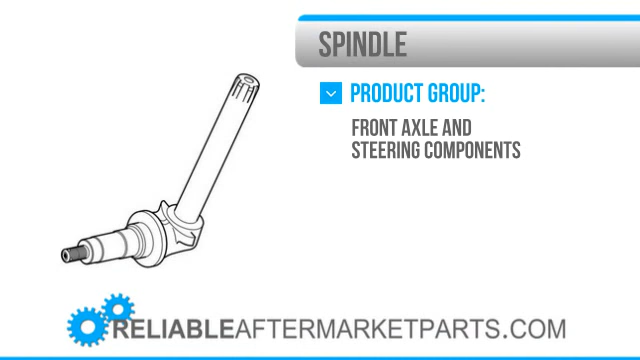 SPINDLE
PRODUCT GROUP:
FRONT AXLE AND
STEERING COMPONENTS
RELIABLEAFTERMARKETPARTS.COM